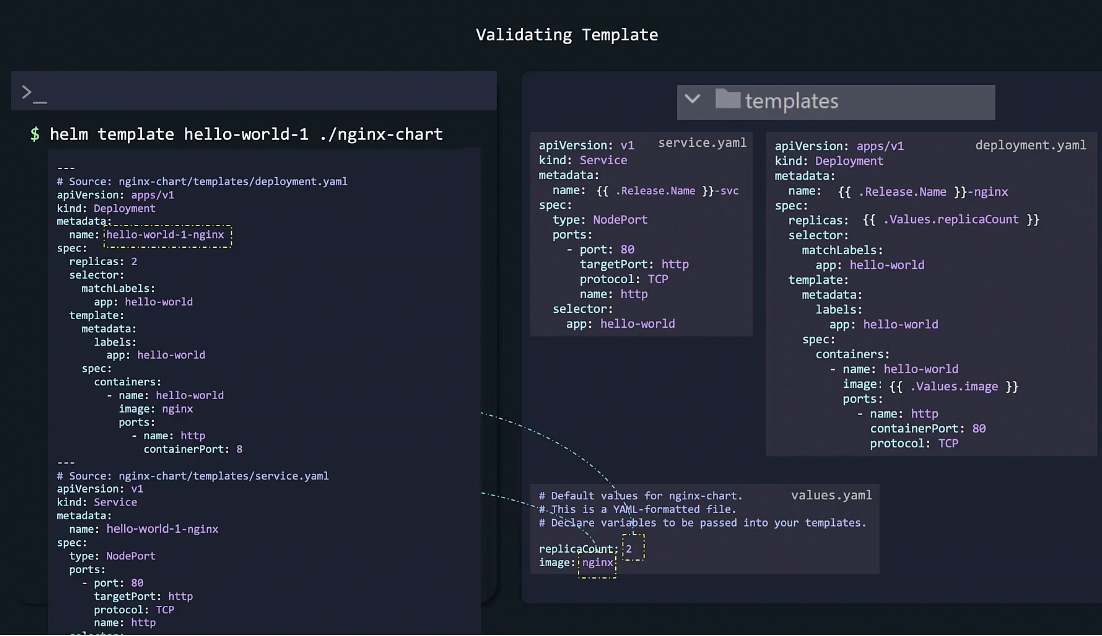 Validating Template
>_
$ helm template hello-world-1 ./nginx-chart
---
# Source: nginx-chart/templates/deployment.yaml
apiVersion: apps/v1
kind: Deployment
metadata:
  name: hello-world-1-nginx
spec:
  replicas: 2
  selector:
    matchLabels:
      app: hello-world
  template:
    metadata:
      labels:
        app: hello-world
    spec:
      containers:
        - name: hello-world
          image: nginx
          ports:
            - name: http
              containerPort: 8
---
# Source: nginx-chart/templates/service.yaml
apiVersion: v1
kind: Service
metadata:
  name: hello-world-1-nginx
spec:
  type: NodePort
  ports:
    - port: 80
      targetPort: http
      protocol: TCP
      name: http
templates
service.yaml
apiVersion: v1
kind: Service
metadata:
  name: {{ .Release.Name }}-svc
spec:
  type: NodePort
  ports:
    - port: 80
      targetPort: http
      protocol: TCP
      name: http
  selector:
    app: hello-world
deployment.yaml
apiVersion: apps/v1
kind: Deployment
metadata:
  name: {{ .Release.Name }}-nginx
spec:
  replicas: {{ .Values.replicaCount }}
  selector:
    matchLabels:
      app: hello-world
  template:
    metadata:
      labels:
        app: hello-world
    spec:
      containers:
        - name: hello-world
          image: {{ .Values.image }}
          ports:
            - name: http
              containerPort: 80
              protocol: TCP
values.yaml
# Default values for nginx-chart.
# This is a YAML-formatted file.
# Declare variables to be passed into your templates.
replicaCount: 2
image: nginx